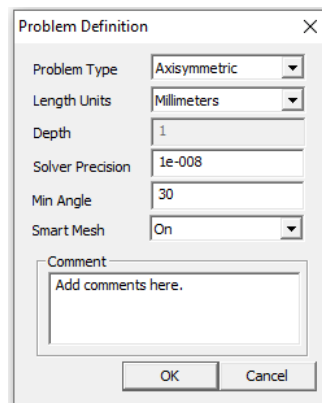 Problem Definition
Problem Type Axisymmetric
Length Units Millimeters
Depth 1
Solver Precision 1e-008
Min Angle 30
Smart Mesh On
Comment
Add comments here.
OK Cancel